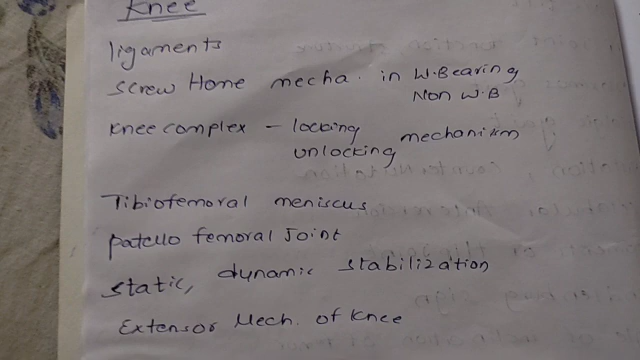 Knee
ligaments
Screw Home mecha. in W.Bearing
Non W.B
Knee complex - locking
unlocking mechanism
Tibiofemoral meniscus
patello femoral Joint
static, dynamic stabilization
Extensor Mech. of Knee